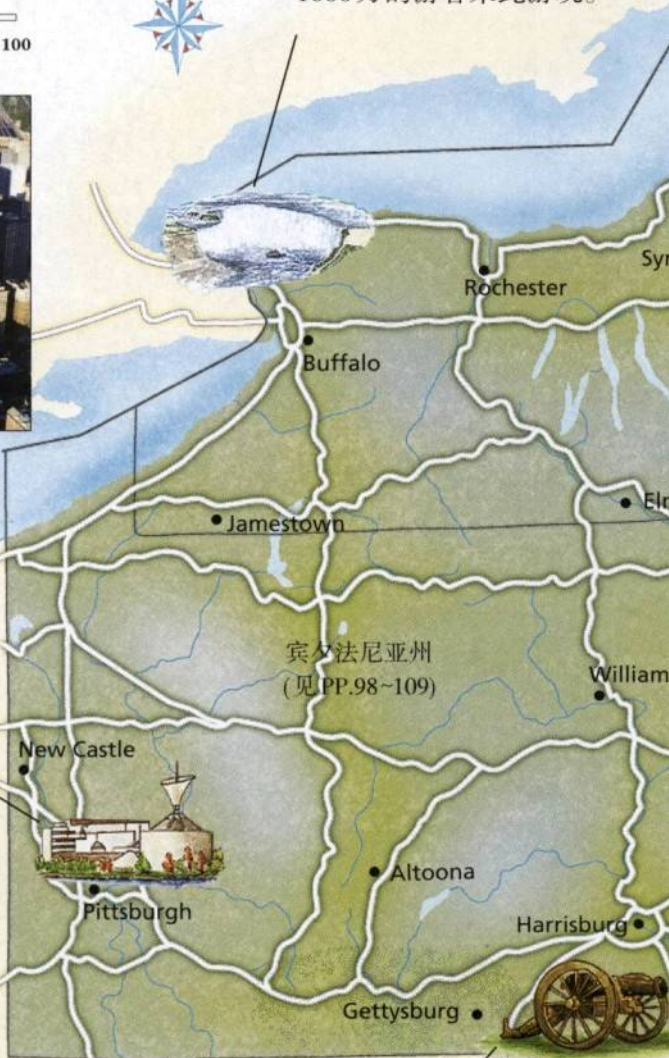 100
Rochester
Buffalo
Jamestown
宾夕法尼亚州
(见PP.98~109)
New Castle
Altoona
Pittsburgh
Harrisburg
Gettysburg